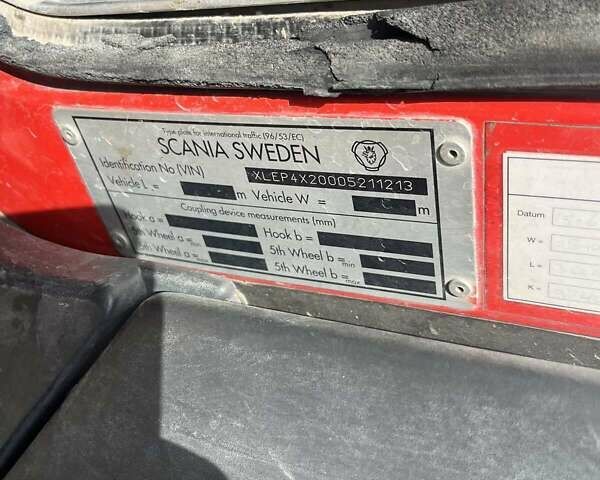 Type plate for international traffic (96/53/EC)
SCANIA SWEDEN
Identification No (VIN) XLEP4X20005211213
Vehicle L = m Vehicle W = m
Coupling device measurements (mm)
Hook a = Hook b =
5th Wheel a = 5th Wheel b = min
5th Wheel a = 5th Wheel b = max
Datum
W =
L =
K =